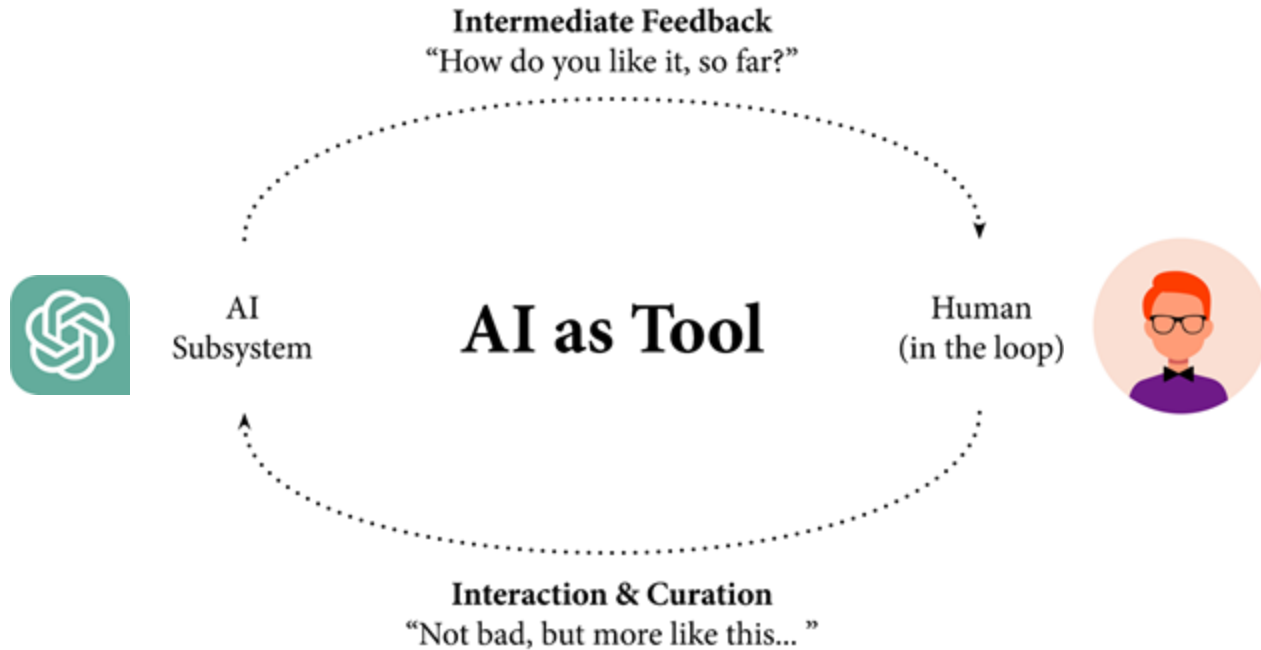 Intermediate Feedback
“How do you like it, so far?”
AI
Subsystem
AI as Tool
Human
(in the loop)
Interaction & Curation
“Not bad, but more like this... ”